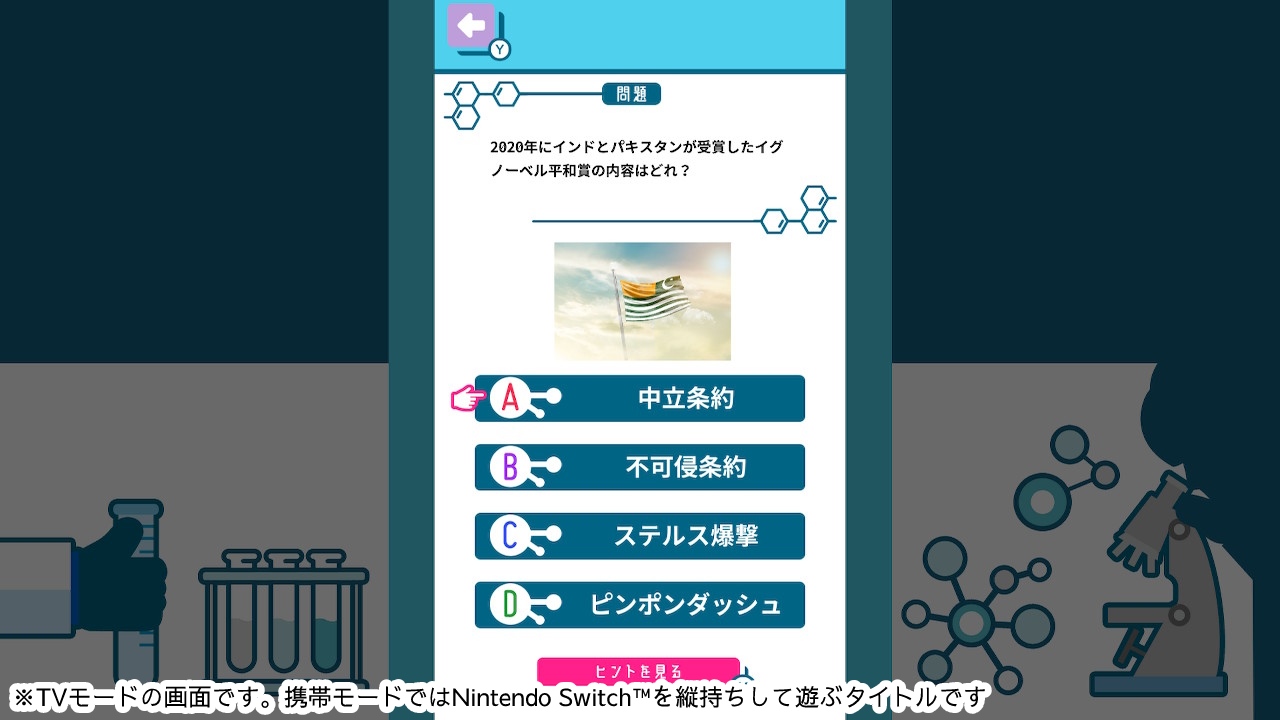 Y
問題
2020年にインドとパキスタンが受賞したイグ
ノーベル平和賞の内容はどれ？
A 中立条約
B 不可侵条約
C ステルス爆撃
D ピンポンダッシュ
ヒントを見る
※TVモードの画面です。携帯モードではNintendo Switch™を縦持ちして遊ぶタイトルです